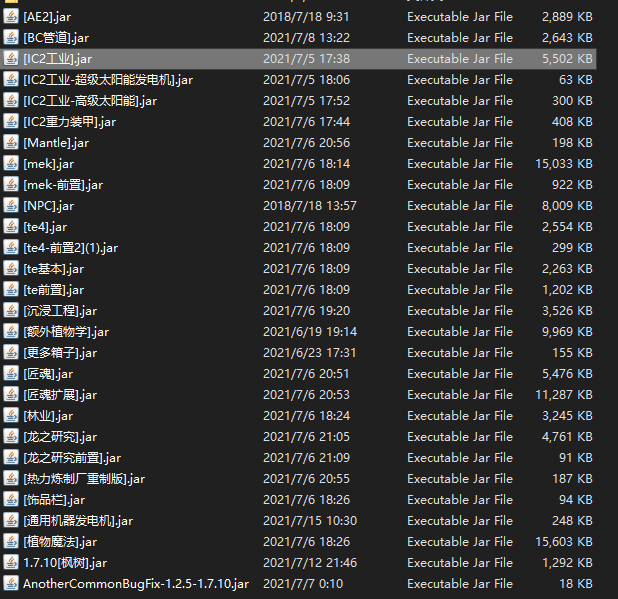 [AE2].jar 2018/7/18 9:31 Executable Jar File 2,889 KB
[BC管道].jar 2021/7/8 13:22 Executable Jar File 2,643 KB
[IC2工业].jar 2021/7/5 17:38 Executable Jar File 5,502 KB
[IC2工业-超级太阳能发电机].jar 2021/7/5 18:06 Executable Jar File 63 KB
[IC2工业-高级太阳能].jar 2021/7/5 17:52 Executable Jar File 300 KB
[IC2重力装甲].jar 2021/7/6 17:44 Executable Jar File 408 KB
[Mantle].jar 2021/7/6 20:56 Executable Jar File 198 KB
[mek].jar 2021/7/6 18:14 Executable Jar File 15,033 KB
[mek-前置].jar 2021/7/6 18:09 Executable Jar File 922 KB
[NPC].jar 2018/7/18 13:57 Executable Jar File 8,009 KB
[te4].jar 2021/7/6 18:09 Executable Jar File 2,554 KB
[te4-前置2](1).jar 2021/7/6 18:09 Executable Jar File 299 KB
[te基本].jar 2021/7/6 18:09 Executable Jar File 2,263 KB
[te前置].jar 2021/7/6 18:09 Executable Jar File 1,202 KB
[沉浸工程].jar 2021/7/6 19:20 Executable Jar File 3,526 KB
[额外植物学].jar 2021/6/19 19:14 Executable Jar File 9,969 KB
[更多箱子].jar 2021/6/23 17:31 Executable Jar File 155 KB
[匠魂].jar 2021/7/6 20:51 Executable Jar File 5,476 KB
[匠魂扩展].jar 2021/7/6 20:53 Executable Jar File 11,287 KB
[林业].jar 2021/7/6 18:24 Executable Jar File 3,245 KB
[龙之研究].jar 2021/7/6 21:05 Executable Jar File 4,761 KB
[龙之研究前置].jar 2021/7/6 21:09 Executable Jar File 91 KB
[热力炼制厂重制版].jar 2021/7/6 20:55 Executable Jar File 187 KB
[饰品栏].jar 2021/7/6 18:26 Executable Jar File 94 KB
[通用机器发电机].jar 2021/7/15 10:30 Executable Jar File 248 KB
[植物魔法].jar 2021/7/6 18:26 Executable Jar File 15,603 KB
1.7.10[枫树].jar 2021/7/12 21:46 Executable Jar File 1,292 KB
AnotherCommonBugFix-1.2.5-1.7.10.jar 2021/7/7 0:10 Executable Jar File 18 KB